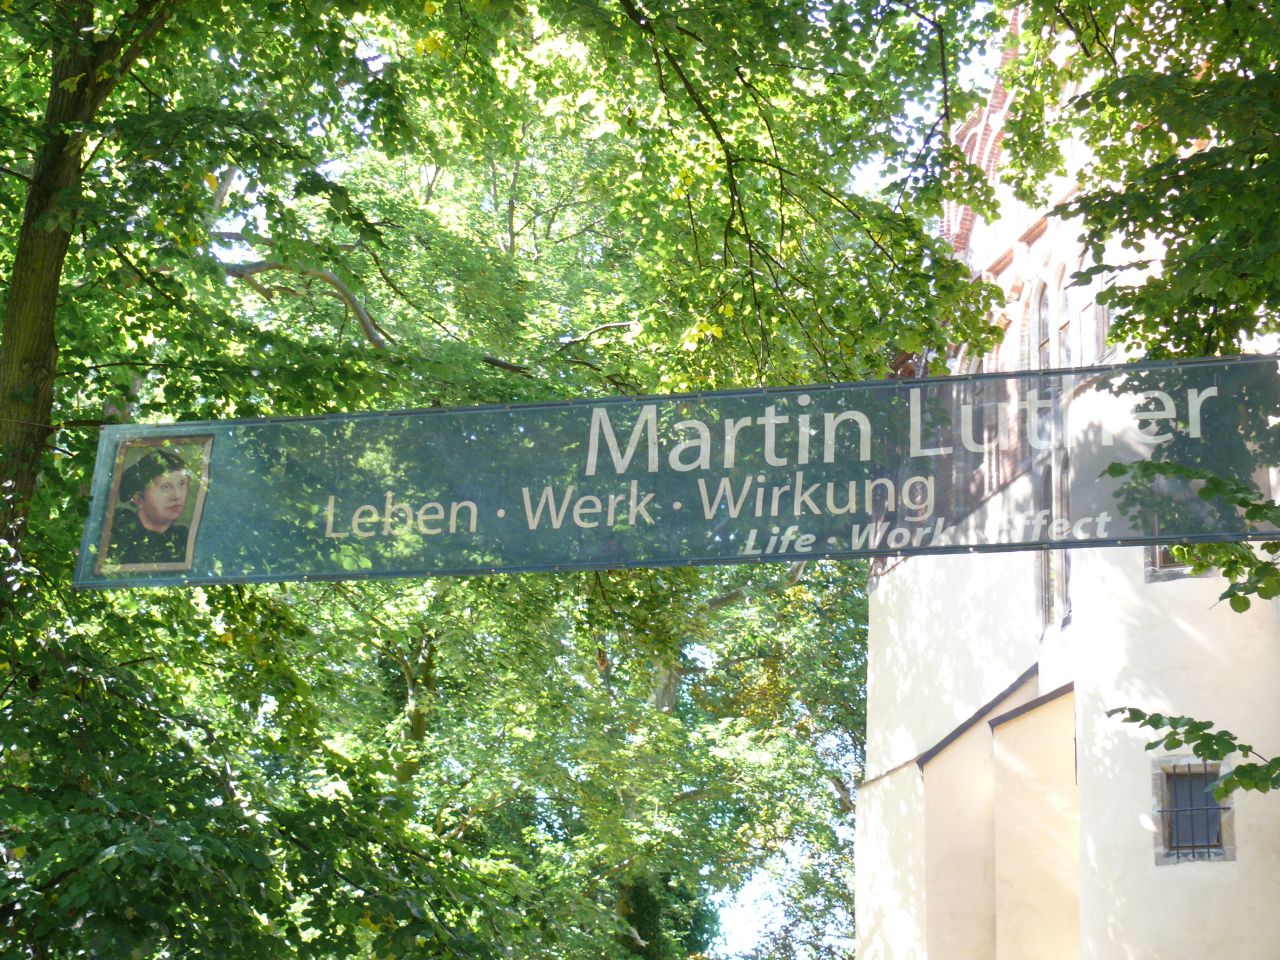 Martin Luther
Leben · Werk · Wirkung
Life · Work · Effect